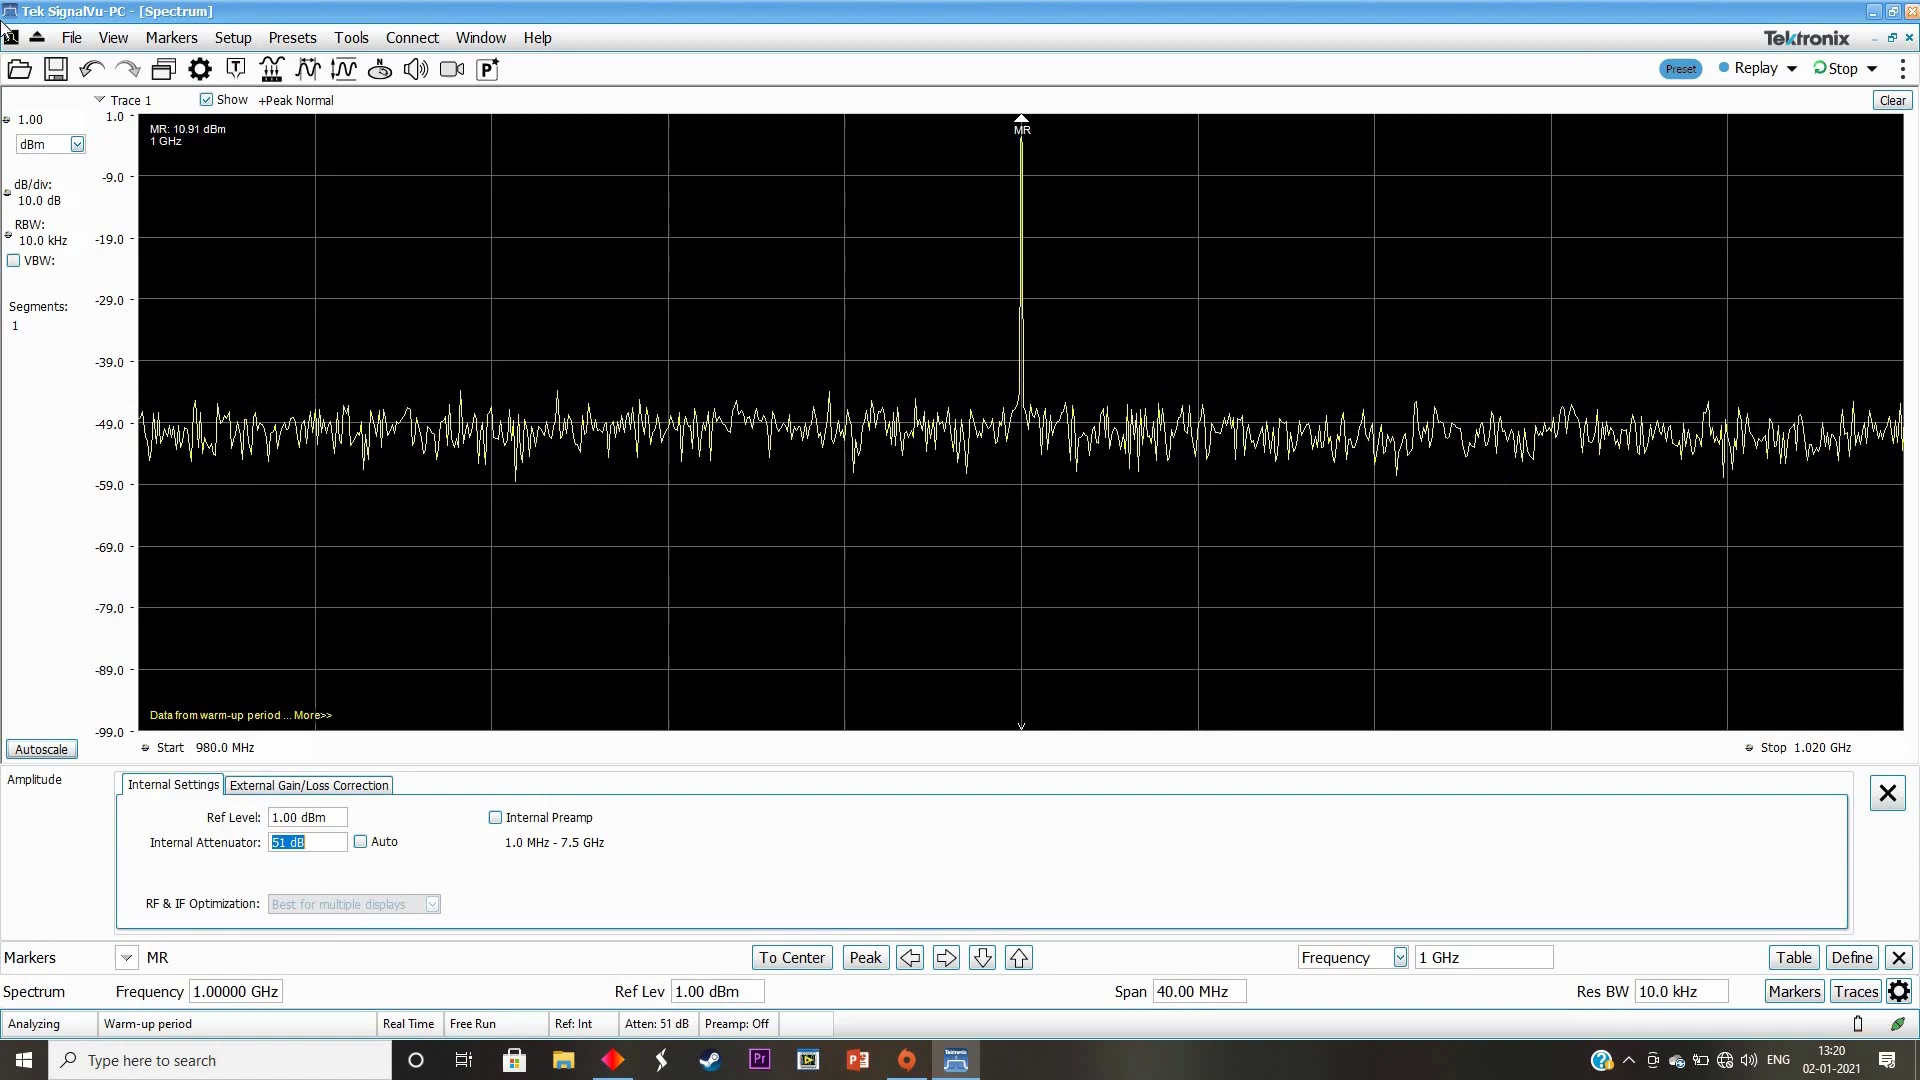 Tek SignalVu-PC - [Spectrum]
File View Markers Setup Presets Tools Connect Window Help
Tektronix
Preset Replay Stop
Trace 1 Show +Peak Normal Clear
1.00
dBm
dB/div:
10.0 dB
RBW:
10.0 kHz
VBW:
Segments:
1
1.0
-9.0
-19.0
-29.0
-39.0
-49.0
-59.0
-69.0
-79.0
-89.0
-99.0
MR: 10.91 dBm
1 GHz
MR
Data from warm-up period ... More>>
Autoscale Start 980.0 MHz Stop 1.020 GHz
Amplitude
Internal Settings External Gain/Loss Correction
Ref Level: 1.00 dBm Internal Preamp
Internal Attenuator: 51 dB Auto 1.0 MHz - 7.5 GHz
RF & IF Optimization: Best for multiple displays
Markers MR To Center Peak Frequency 1 GHz Table Define
Spectrum Frequency 1.00000 GHz Ref Lev 1.00 dBm Span 40.00 MHz Res BW 10.0 kHz Markers Traces
Analyzing Warm-up period Real Time Free Run Ref: Int Atten: 51 dB Preamp: Off
Type here to search ENG 13:20
02-01-2021